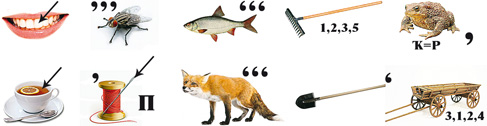 ’’’ ‘‘‘ 1,2,3,5 'К=Р ,
’ П ‘‘‘ ‘ 3,1,2,4